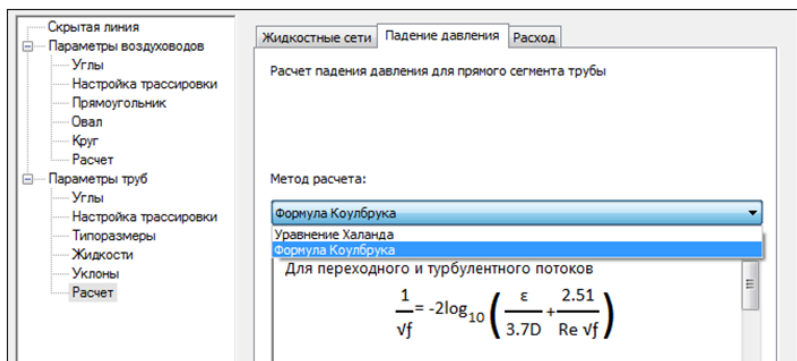 Скрытая линия
Параметры воздуховодов
Углы
Настройка трассировки
Прямоугольник
Овал
Круг
Расчет
Параметры труб
Углы
Настройка трассировки
Типоразмеры
Жидкости
Уклоны
Расчет
Жидкостные сети Падение давления Расход
Расчет падения давления для прямого сегмента трубы
Метод расчета:
Формула Коулбрука
Уравнение Халанда
Формула Коулбрука
Для переходного и турбулентного потоков
1/√f = -2log₁₀ ( ε/3.7D + 2.51/Re √f )